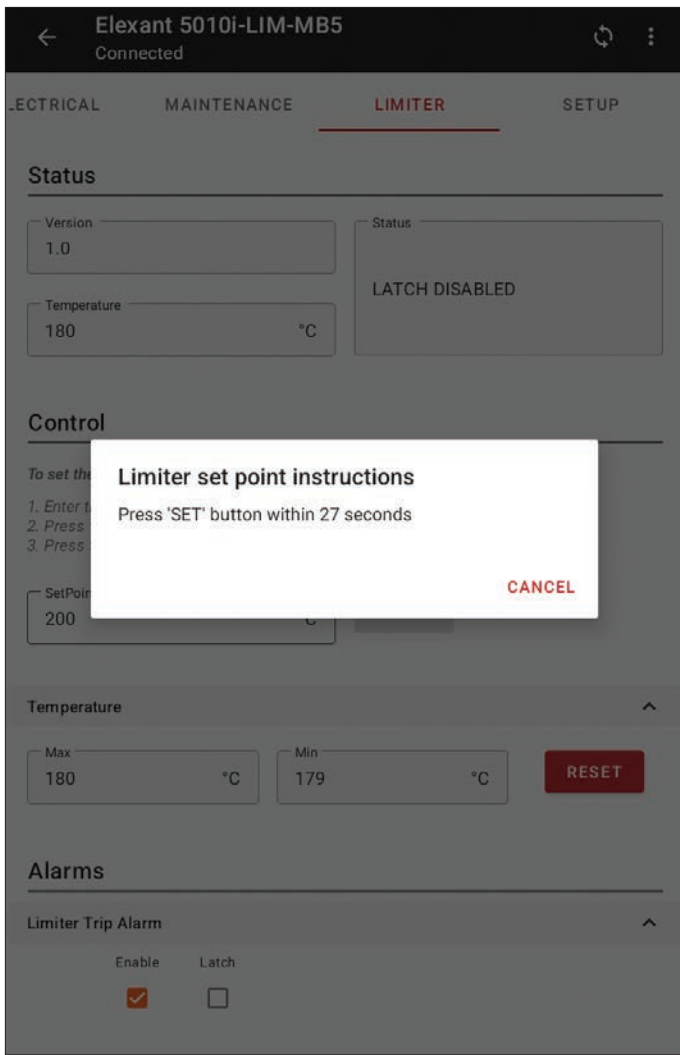 Elexant 5010i-LIM-MB5
Connected
LECTRICAL MAINTENANCE LIMITER SETUP
Status
Version
1.0
Status
LATCH DISABLED
Temperature
180 °C
Control
To set the
1. Enter
2. Press
3. Press
Limiter set point instructions
Press 'SET' button within 27 seconds
CANCEL
SetPoin
200
Temperature
Max
180 °C
Min
179 °C
RESET
Alarms
Limiter Trip Alarm
Enable Latch